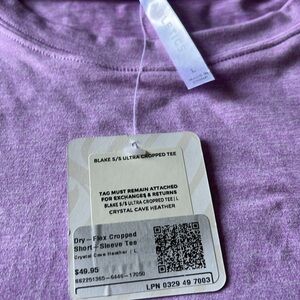 L
BLAKE S/S ULTRA CROPPED TEE
TAG MUST REMAIN ATTACHED
FOR EXCHANGES & RETURNS
BLAKE S/S ULTRA CROPPED TEE | L
CRYSTAL CAVE HEATHER
Dry-Flex Cropped
Short-Sleeve Tee
Crystal Cave Heather / L
$49.95
LPN 0329 49 7003